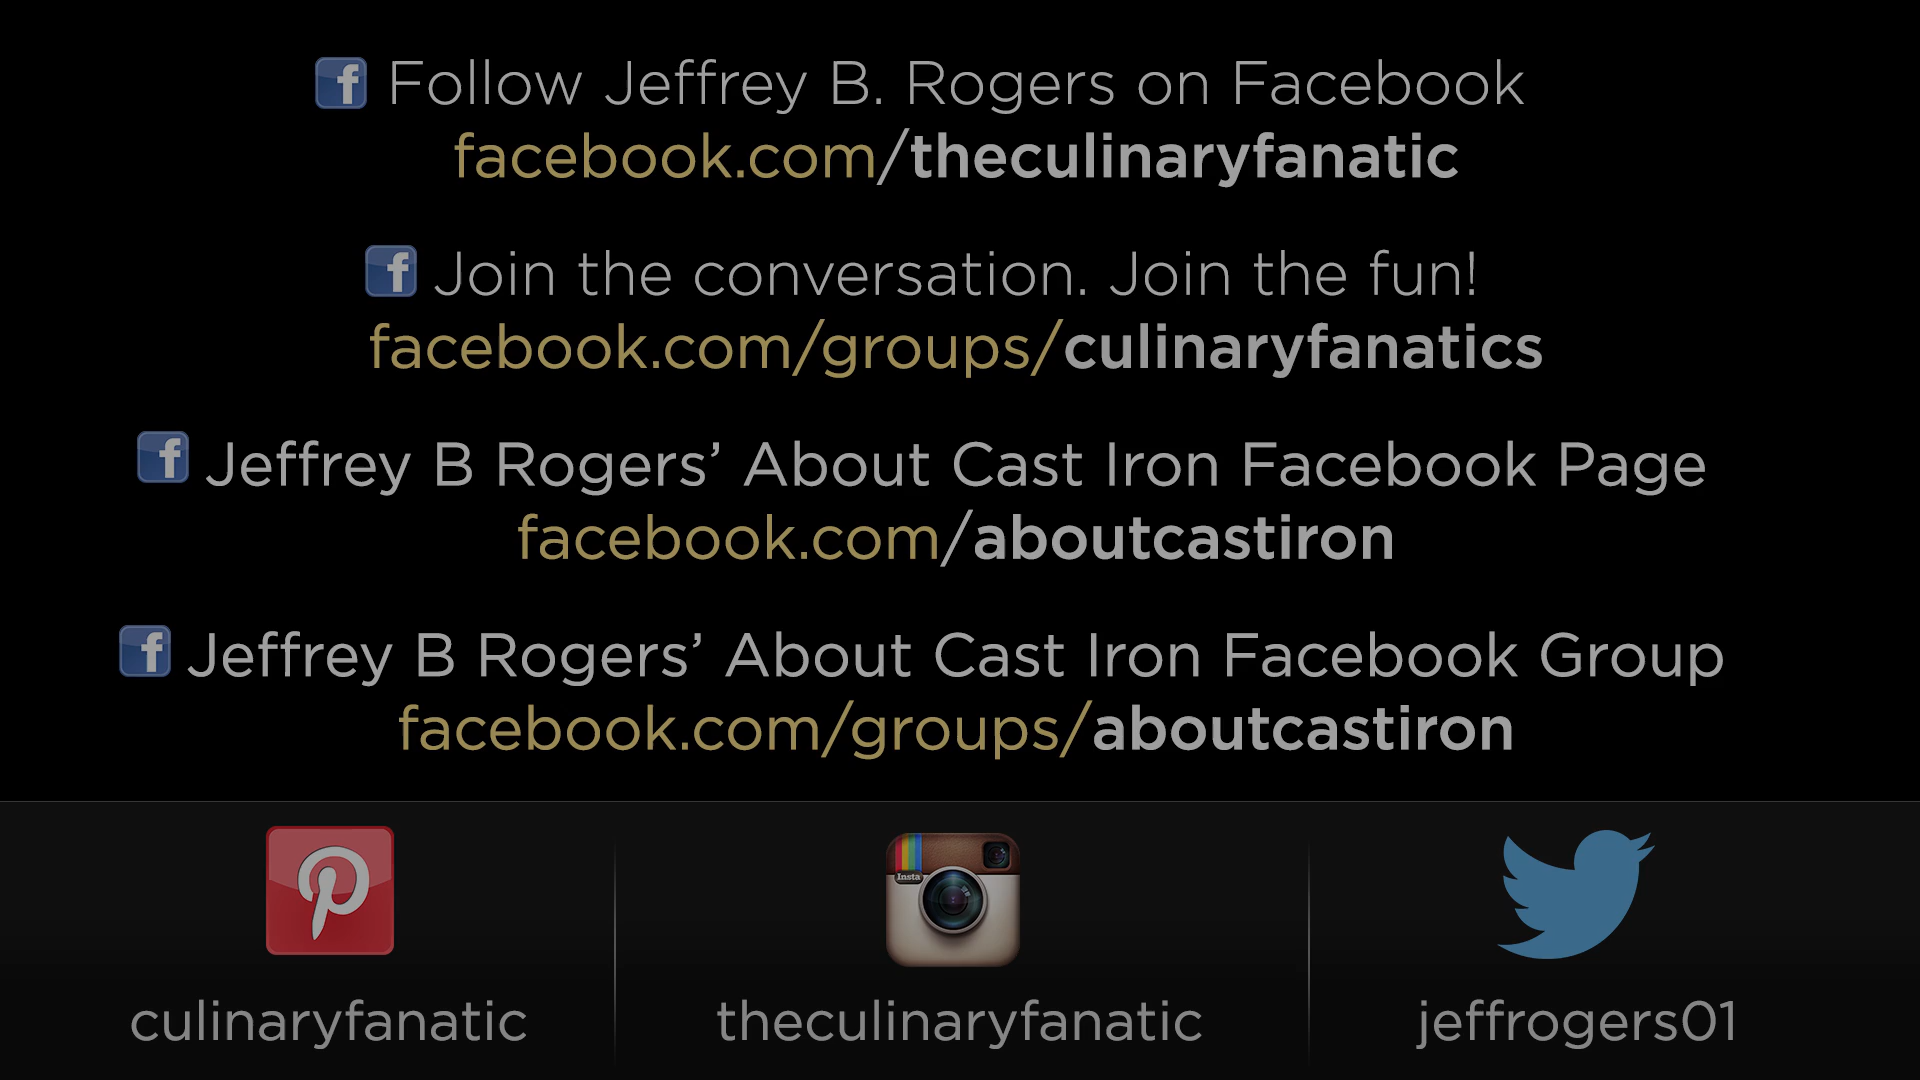 Follow Jeffrey B. Rogers on Facebook
facebook.com/theculinaryfanatic
Join the conversation. Join the fun!
facebook.com/groups/culinaryfanatics
Jeffrey B Rogers’ About Cast Iron Facebook Page
facebook.com/aboutcastiron
Jeffrey B Rogers’ About Cast Iron Facebook Group
facebook.com/groups/aboutcastiron
Insta
culinaryfanatic
theculinaryfanatic
jeffrogers01